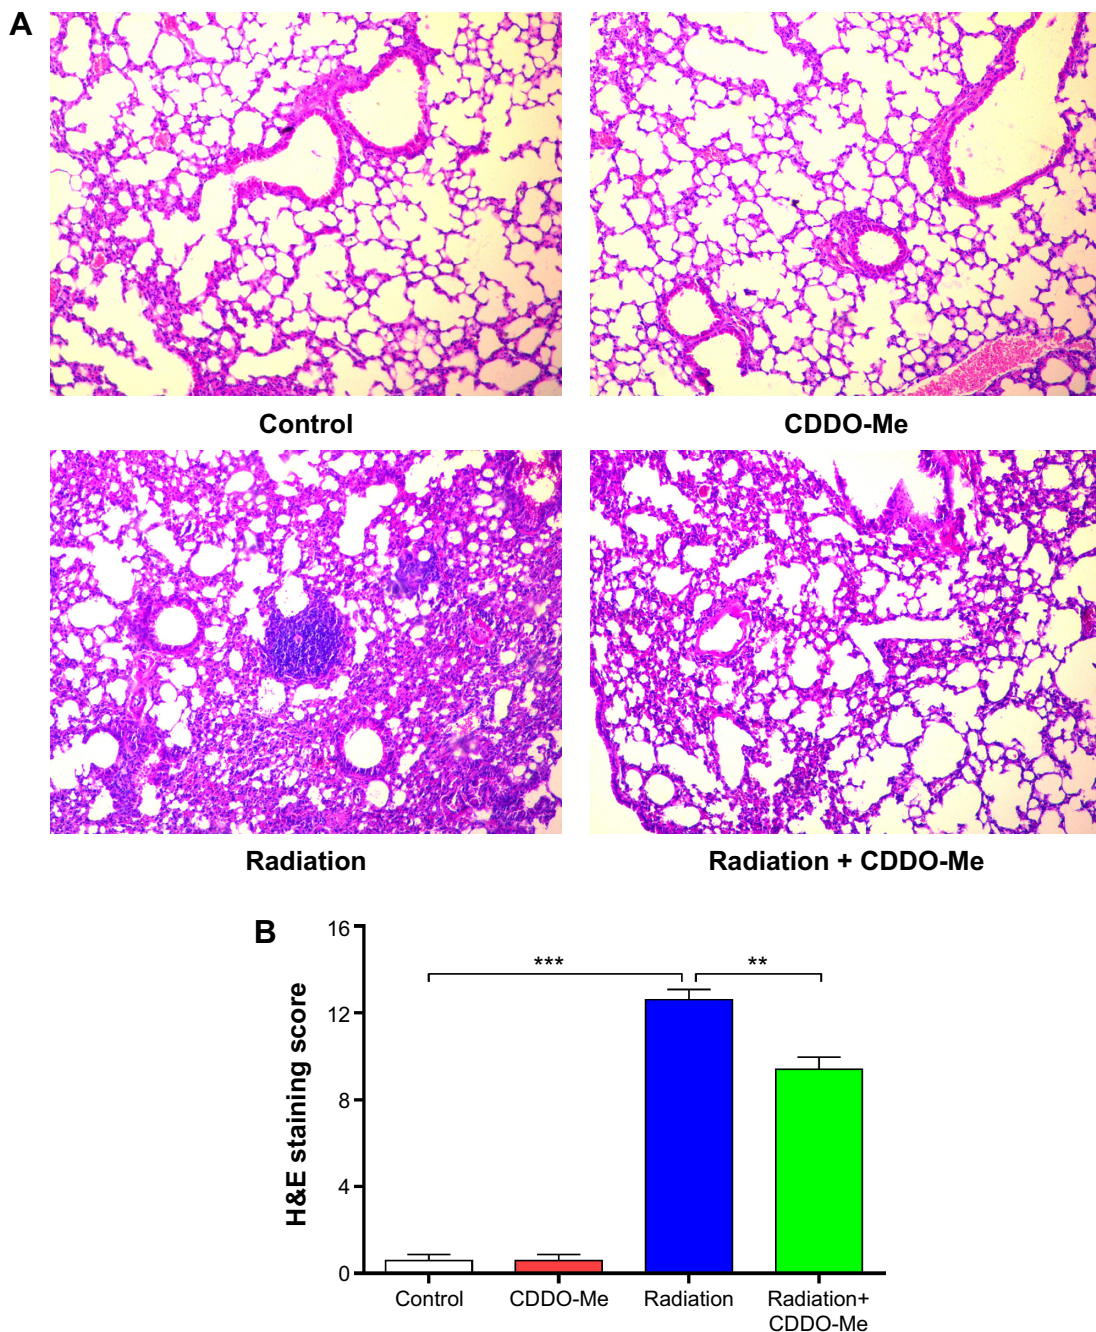 A
Control
CDDO-Me
Radiation
Radiation + CDDO-Me
B
H&E staining score
16
12
8
4
0
***
**
Control
CDDO-Me
Radiation
Radiation+
CDDO-Me